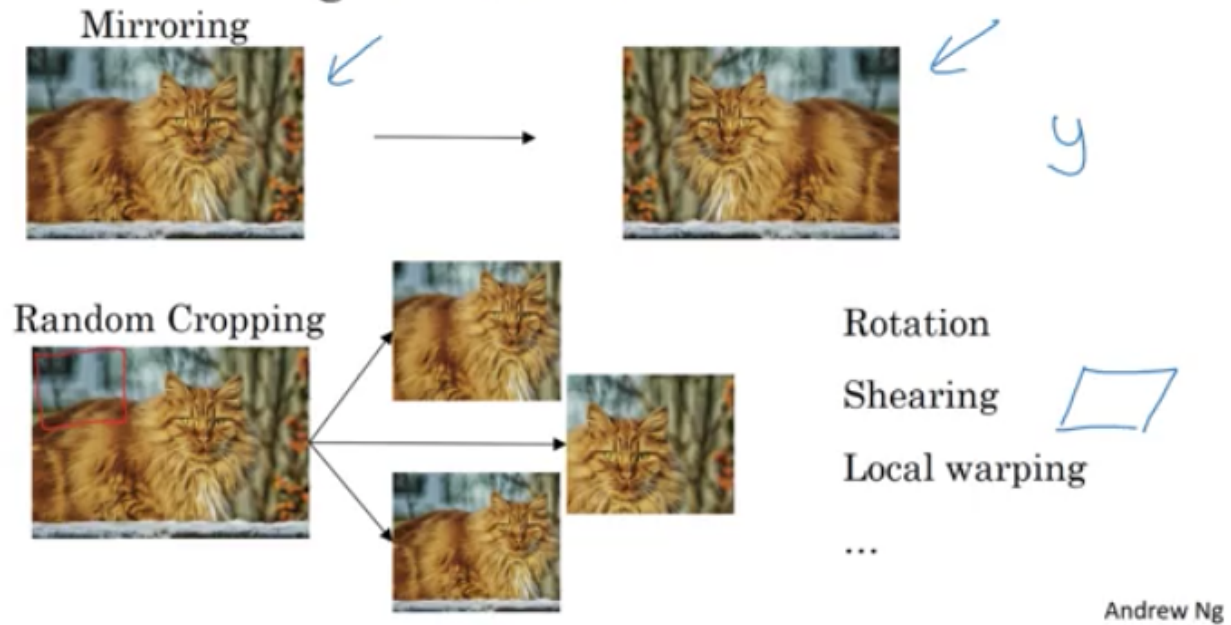 Mirroring
y
Random Cropping
Rotation
Shearing
Local warping
...
Andrew Ng